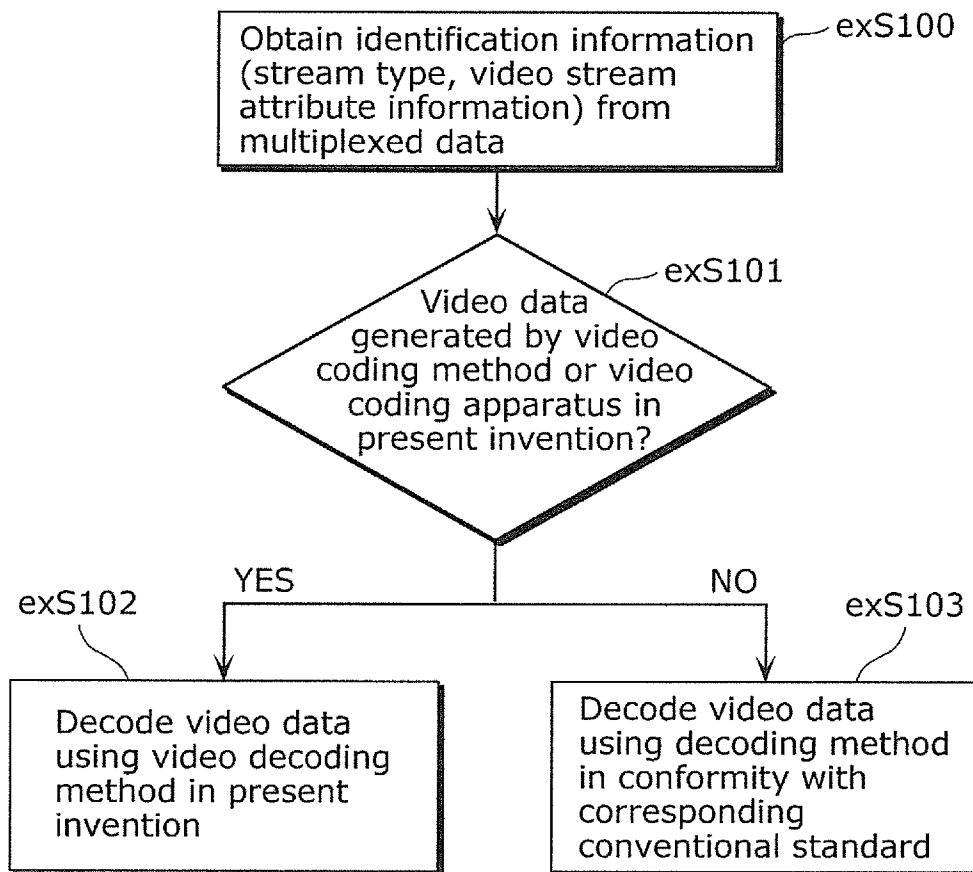 exS100
Obtain identification information
(stream type, video stream
attribute information) from
multiplexed data
exS101
Video data
generated by video
coding method or video
coding apparatus in
present invention?
YES
NO
exS102
exS103
Decode video data
using video decoding
method in present
invention
Decode video data
using decoding method
in conformity with
corresponding
conventional standard